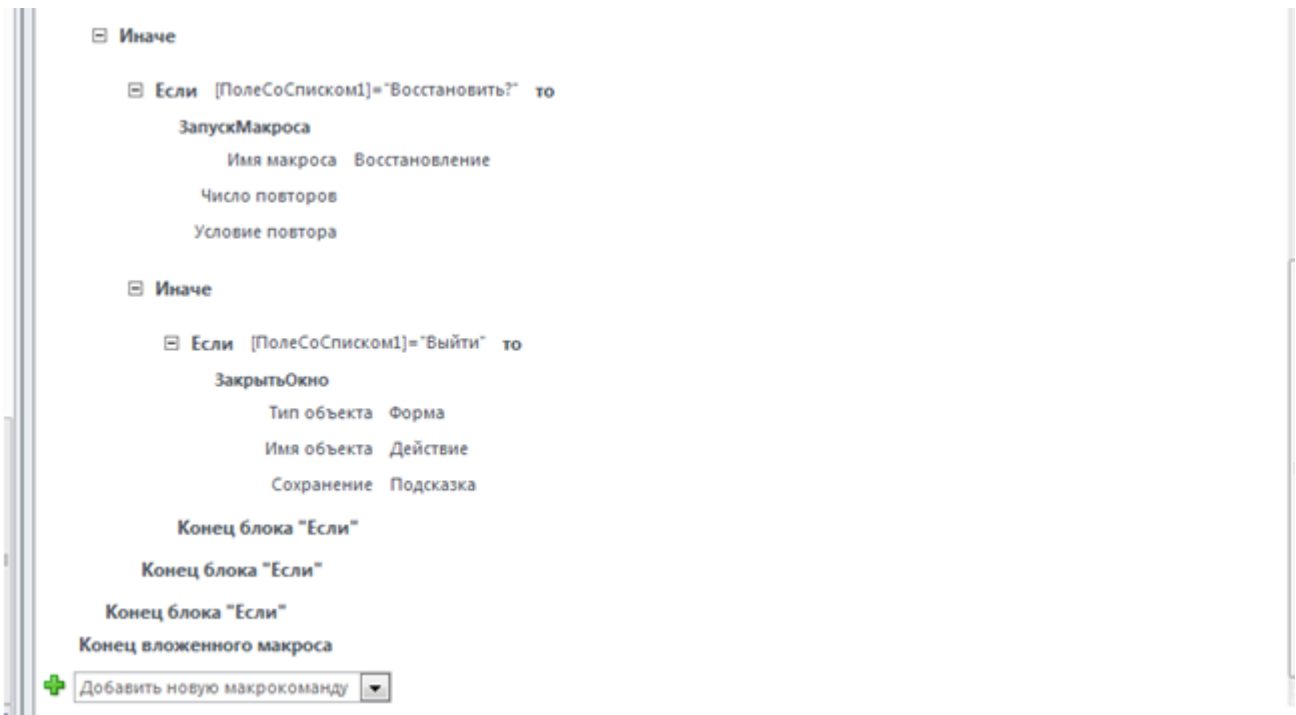 Иначе
Если [ПолеСоСписком1]="Восстановить?" то
ЗапускМакроса
Имя макроса Восстановление
Число повторов
Условие повтора
Иначе
Если [ПолеСоСписком1]="Выйти" то
ЗакрытьОкно
Тип объекта Форма
Имя объекта Действие
Сохранение Подсказка
Конец блока "Если"
Конец блока "Если"
Конец блока "Если"
Конец вложенного макроса
Добавить новую макрокоманду